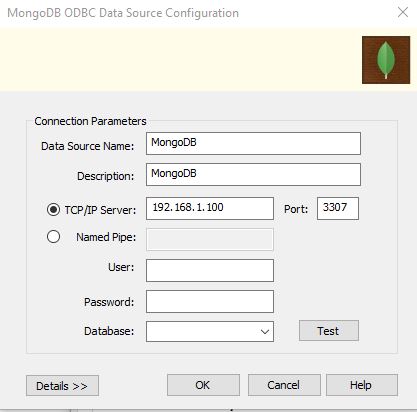 MongoDB ODBC Data Source Configuration
Connection Parameters
Data Source Name: MongoDB
Description: MongoDB
TCP/IP Server: 192.168.1.100 Port: 3307
Named Pipe:
User:
Password:
Database: Test
Details >> OK Cancel Help